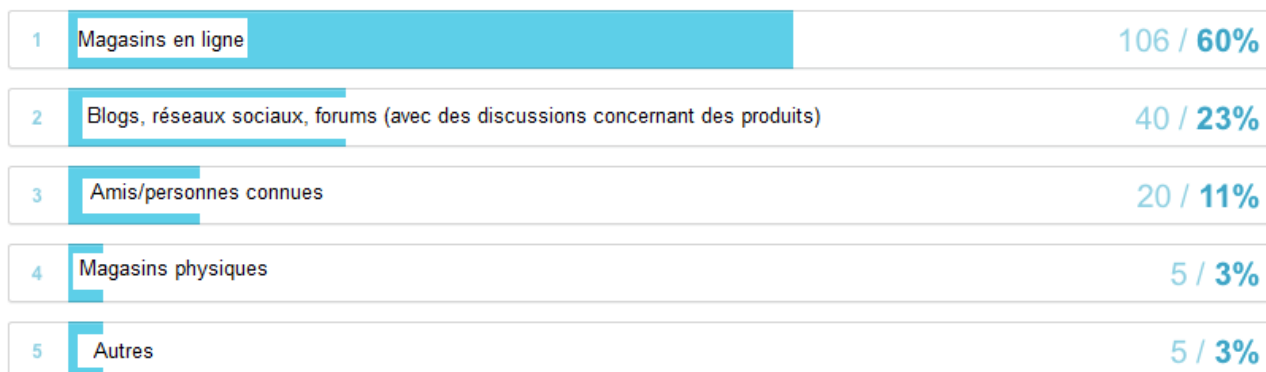 1 Magasins en ligne 106 / 60%
2 Blogs, réseaux sociaux, forums (avec des discussions concernant des produits) 40 / 23%
3 Amis/personnes connues 20 / 11%
4 Magasins physiques 5 / 3%
5 Autres 5 / 3%